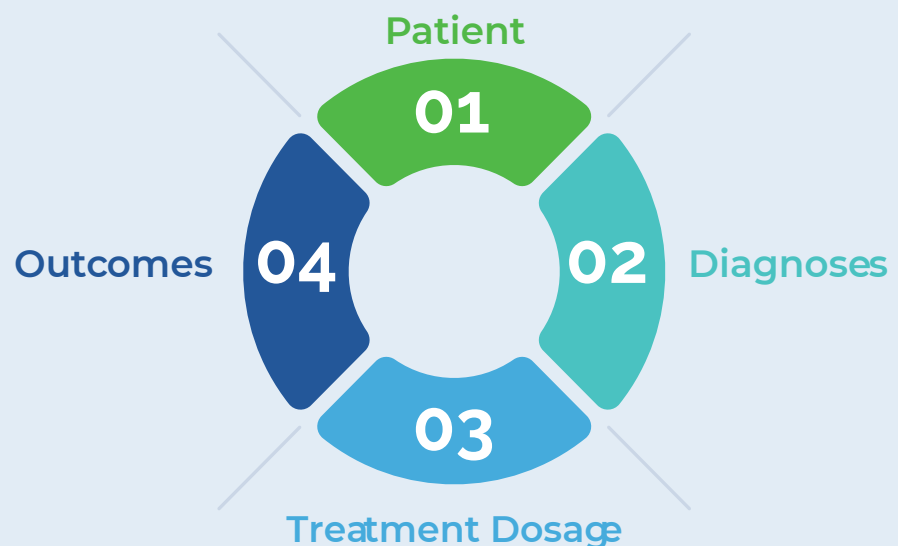 Patient
01
Outcomes
04
02
Diagnoses
03
Treatment Dosage